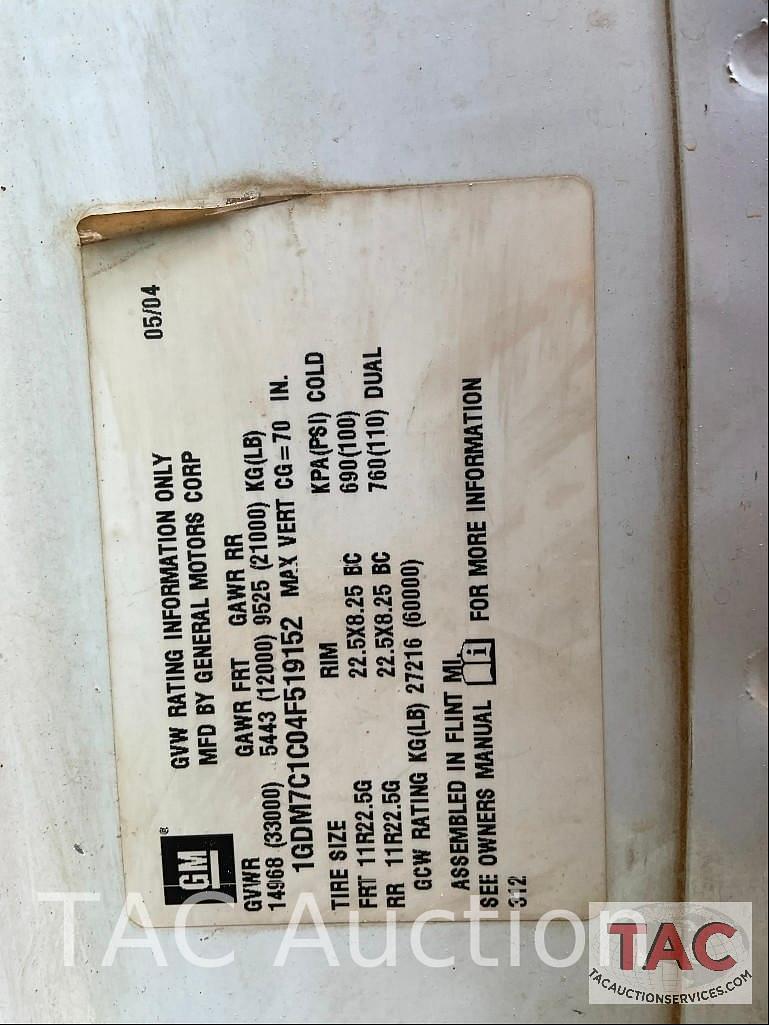 GM
®
GVW RATING INFORMATION ONLY 05/04
MFD BY GENERAL MOTORS CORP
GVWR GAWR FRT GAWR RR
14968 (33000) 5443 (12000) 9525 (21000) KG(LB)
1GDM7C1C04F519152 MAX VERT CG=70 IN.
TIRE SIZE RIM KPA(PSI) COLD
FRT 11R22.5G 22.5X8.25 BC 690(100)
RR 11R22.5G 22.5X8.25 BC 760(110) DUAL
GCW RATING KG(LB) 27216 (60000)
ASSEMBLED IN FLINT MI.
SEE OWNERS MANUAL i FOR MORE INFORMATION
312
TAC Auction
TAC
TACAUCTIONSERVICES.COM